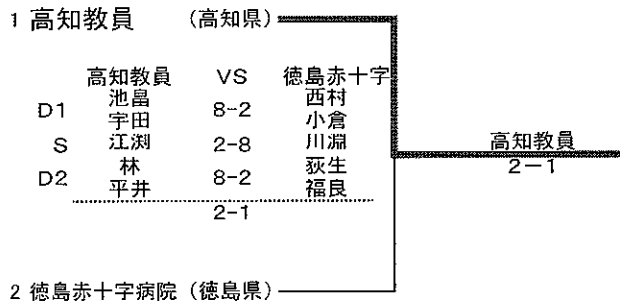 1 高知教員 (高知県)
高知教員 VS 徳島赤十字
D1 池畠 宇田 8-2 西村 小倉
S 江渕 2-8 川淵
D2 林 平井 8-2 荻生 福良
2-1
高知教員
2-1
2 徳島赤十字病院 (徳島県)